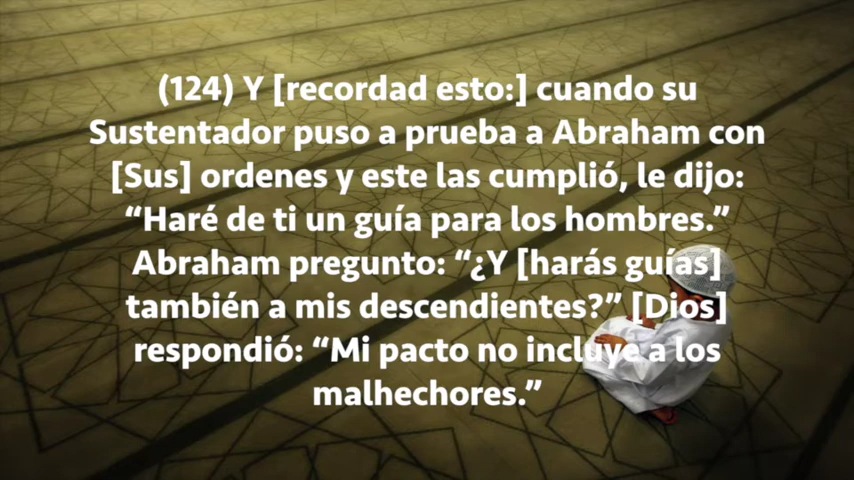 (124) Y [recordad esto:] cuando su
Sustentador puso a prueba a Abraham con
[Sus] ordenes y este las cumplió, le dijo:
“Haré de ti un guía para los hombres.”
Abraham pregunto: “¿Y [harás guías]
también a mis descendientes?” [Dios]
respondió: “Mi pacto no incluye a los
malhechores.”